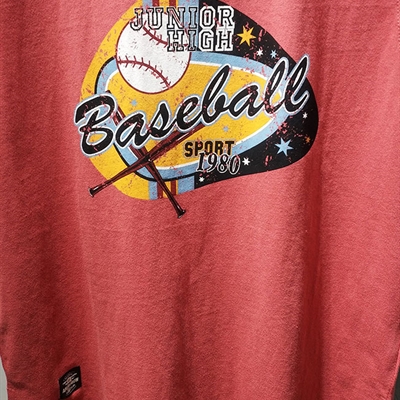 JUNIOR
HIGH
Baseball
SPORT
1980